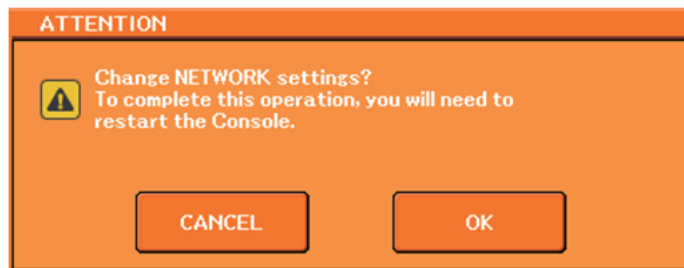 ATTENTION
Change NETWORK settings?
To complete this operation, you will need to
restart the Console.
CANCEL
OK